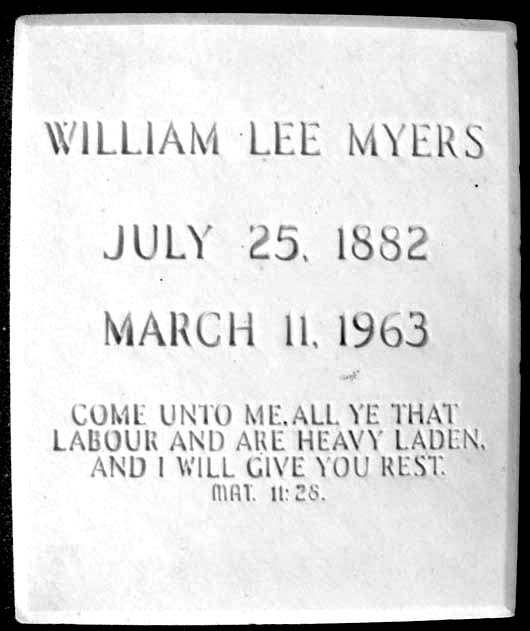 WILLIAM LEE MYERS
JULY 25, 1882
MARCH 11, 1963
COME UNTO ME, ALL YE THAT
LABOUR AND ARE HEAVY LADEN,
AND I WILL GIVE YOU REST.
MAT. 11:28.